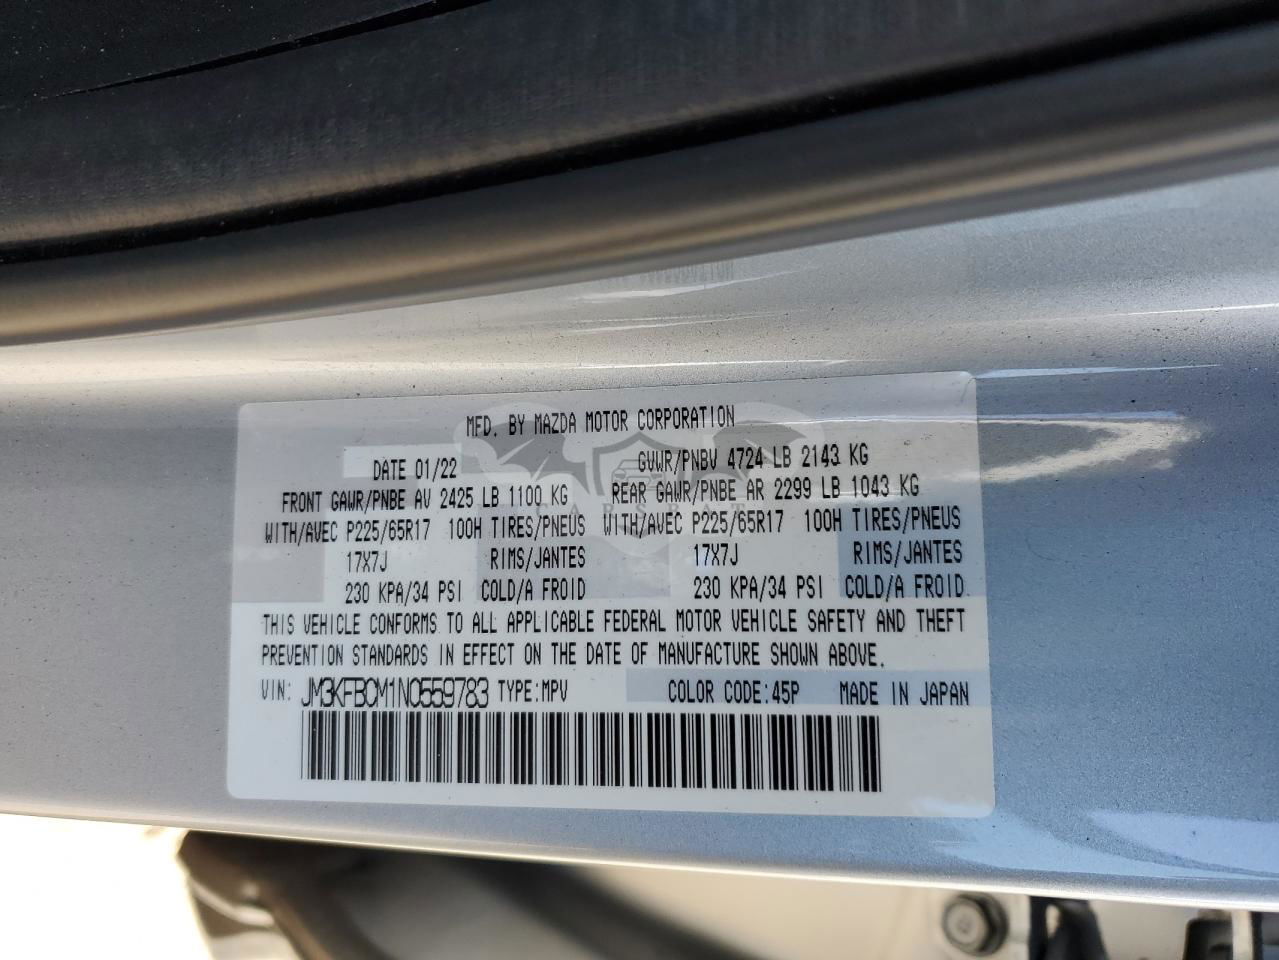 MFD. BY MAZDA MOTOR CORPORATION
DATE 01/22 GVWR/PNBV 4724 LB 2143 KG
FRONT GAWR/PNBE AV 2425 LB 1100 KG REAR GAWR/PNBE AR 2299 LB 1043 KG
WITH/AVEC P225/65R17 100H TIRES/PNEUS WITH/AVEC P225/65R17 100H TIRES/PNEUS
17X7J RIMS/JANTES 17X7J RIMS/JANTES
230 KPA/34 PSI COLD/A FROID 230 KPA/34 PSI COLD/A FROID
THIS VEHICLE CONFORMS TO ALL APPLICABLE FEDERAL MOTOR VEHICLE SAFETY AND THEFT
PREVENTION STANDARDS IN EFFECT ON THE DATE OF MANUFACTURE SHOWN ABOVE.
VIN: JM3KFBCM1N0559783 TYPE:MPV COLOR CODE:45P MADE IN JAPAN
CARSBAT